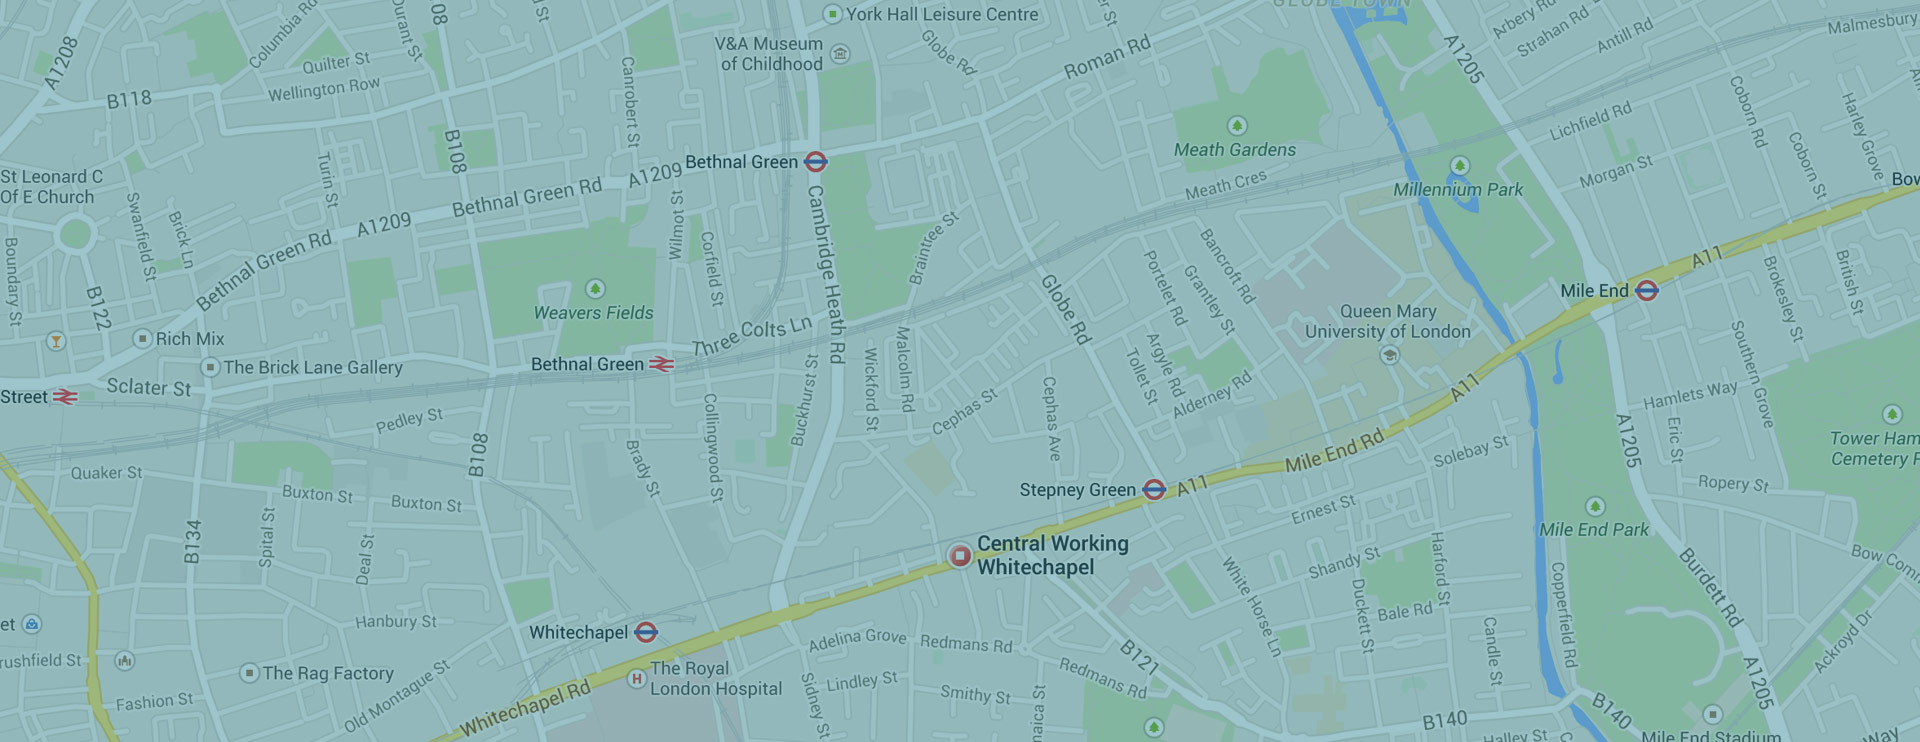 GLOBE TOWN
York Hall Leisure Centre
V&A Museum
of Childhood
Globe Rd
Roman Rd
A1208
Columbia Rd
Durant St
Quilter St
Wellington Row
B118
Canrobert St
B108
Arbery Rd
Strahan Rd
Antill Rd
Malmesbury
A1205
Coborn Rd
Harley Grove
Lichfield Rd
Coborn St
Morgan St
Meath Gardens
Meath Cres
Millennium Park
Bow
St Leonard C
Of E Church
Turin St
Bethnal Green
A1209
Bethnal Green Rd
A1209
Bethnal Green Rd
Swanfield St
Brick Ln
Boundary St
B122
Wilmot St
Corfield St
Cambridge Heath Rd
Braintree St
Weavers Fields
Three Colts Ln
Globe Rd
Portelet Rd
Grantley St
Bancroft Rd
Argyle Rd
Tollet St
Alderney Rd
Queen Mary
University of London
Mile End
A11
Brokesley St
British St
Southern Grove
Rich Mix
The Brick Lane Gallery
Bethnal Green
Sclater St
Street
Pedley St
Buckhurst St
Wickford St
Malcolm Rd
Cephas St
Cephas Ave
Collingwood St
Brady St
B108
Quaker St
Buxton St
Buxton St
B134
Spital St
Deal St
Hanbury St
Stepney Green
A11
Mile End Rd
A11
Solebay St
Ernest St
Hamlets Way
Eric St
A1205
Ropery St
Tower Ham
Cemetery P
Mile End Park
Burdett Rd
Bow Comm
Central Working
Whitechapel
Shandy St
Harford St
Duckett St
Bale Rd
White Horse Ln
Candle St
Copperfield Rd
Ackroyd Dr
A1205
Whitechapel
The Royal
London Hospital
Whitechapel Rd
Adelina Grove
Redmans Rd
Redmans Rd
B121
Lindley St
Smithy St
Sidney St
maica St
et
rushfield St
The Rag Factory
Fashion St
Old Montague St
B140
B140
Halley St
Mile End Stadium
Way